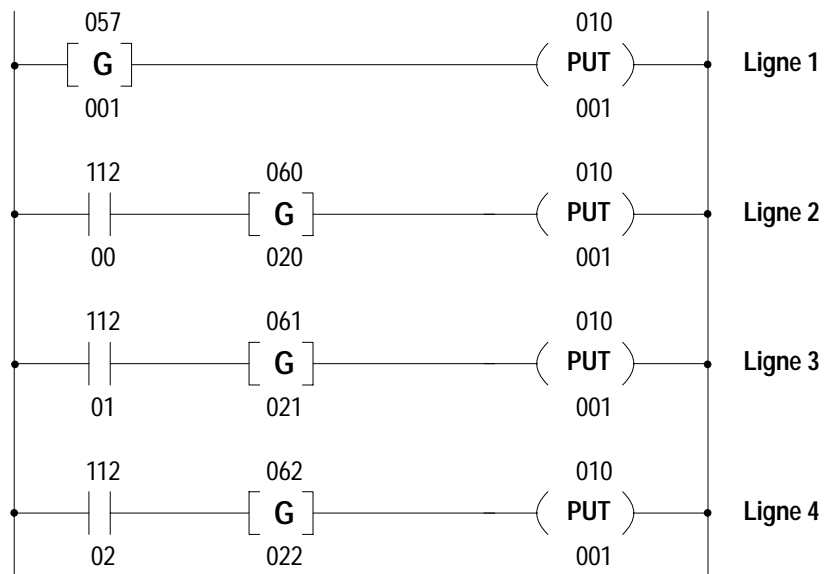 057 010
G PUT Ligne 1
001 001
112 060 010
G PUT Ligne 2
00 020 001
112 061 010
G PUT Ligne 3
01 021 001
112 062 010
G PUT Ligne 4
02 022 001